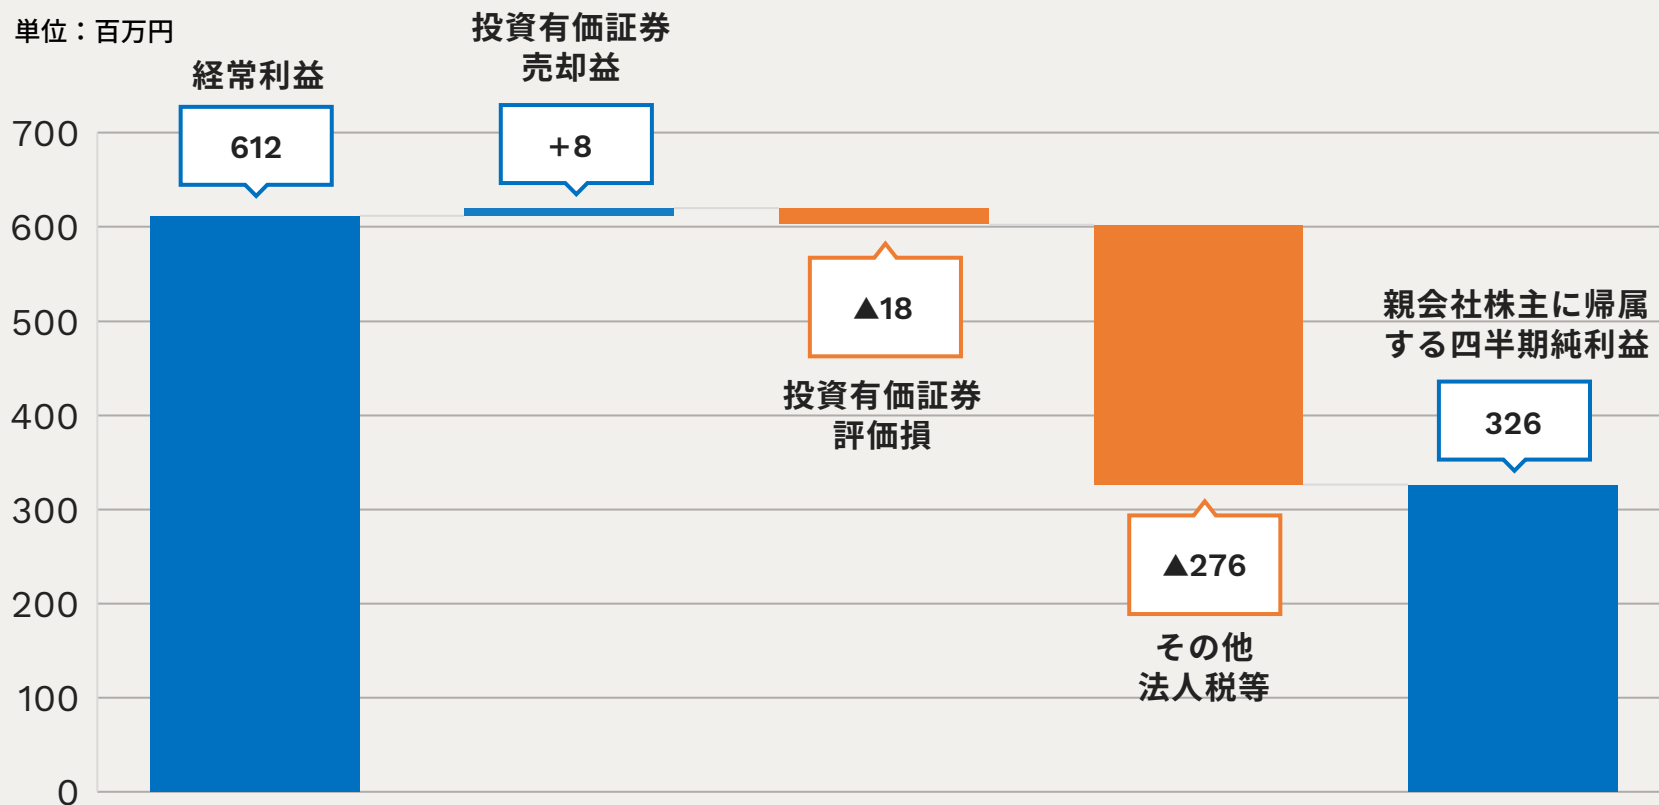 単位：百万円
経常利益
612
投資有価証券
売却益
+8
▲18
投資有価証券
評価損
▲276
その他
法人税等
親会社株主に帰属
する四半期純利益
326
700
600
500
400
300
200
100
0